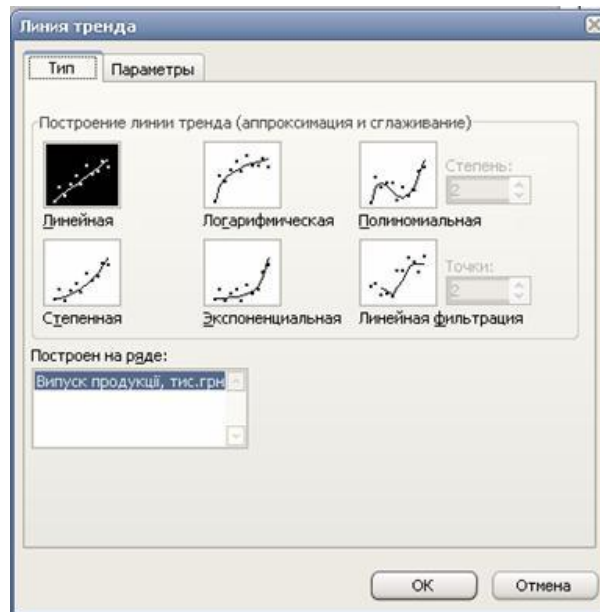 Линия тренда
Тип Параметры
Построение линии тренда (аппроксимация и сглаживание)
Степень:
2
Линейная Логарифмическая Полиномиальная
Точки:
2
Степенная Экспоненциальная Линейная фильтрация
Построен на ряде:
Випуск продукції, тис.грн
ОК Отмена